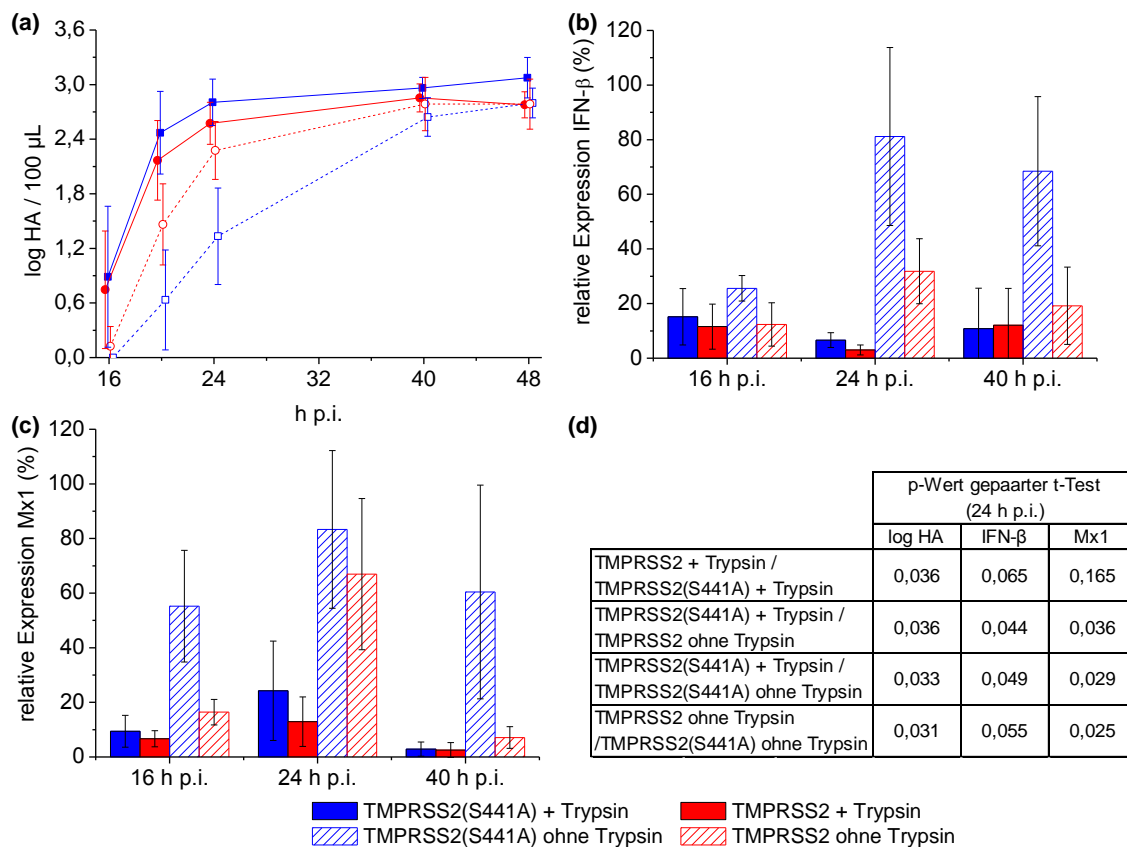 (a)
3,6
3,0
2,4
1,8
1,2
0,6
0,0
log HA / 100 µL
16
24
32
40
48
h p.i.
(b)
120
100
80
60
40
20
0
relative Expression IFN-β (%)
16 h p.i.
24 h p.i.
40 h p.i.
(c)
120
100
80
60
40
20
0
relative Expression Mx1 (%)
16 h p.i.
24 h p.i.
40 h p.i.
(d)
p-Wert gepaarter t-Test
(24 h p.i.)
log HA
IFN-β
Mx1
TMPRSS2 + Trypsin /
TMPRSS2(S441A) + Trypsin
0,036
0,065
0,165
TMPRSS2(S441A) + Trypsin /
TMPRSS2 ohne Trypsin
0,036
0,044
0,036
TMPRSS2(S441A) + Trypsin /
TMPRSS2(S441A) ohne Trypsin
0,033
0,049
0,029
TMPRSS2 ohne Trypsin
/TMPRSS2(S441A) ohne Trypsin
0,031
0,055
0,025
TMPRSS2(S441A) + Trypsin
TMPRSS2 + Trypsin
TMPRSS2(S441A) ohne Trypsin
TMPRSS2 ohne Trypsin